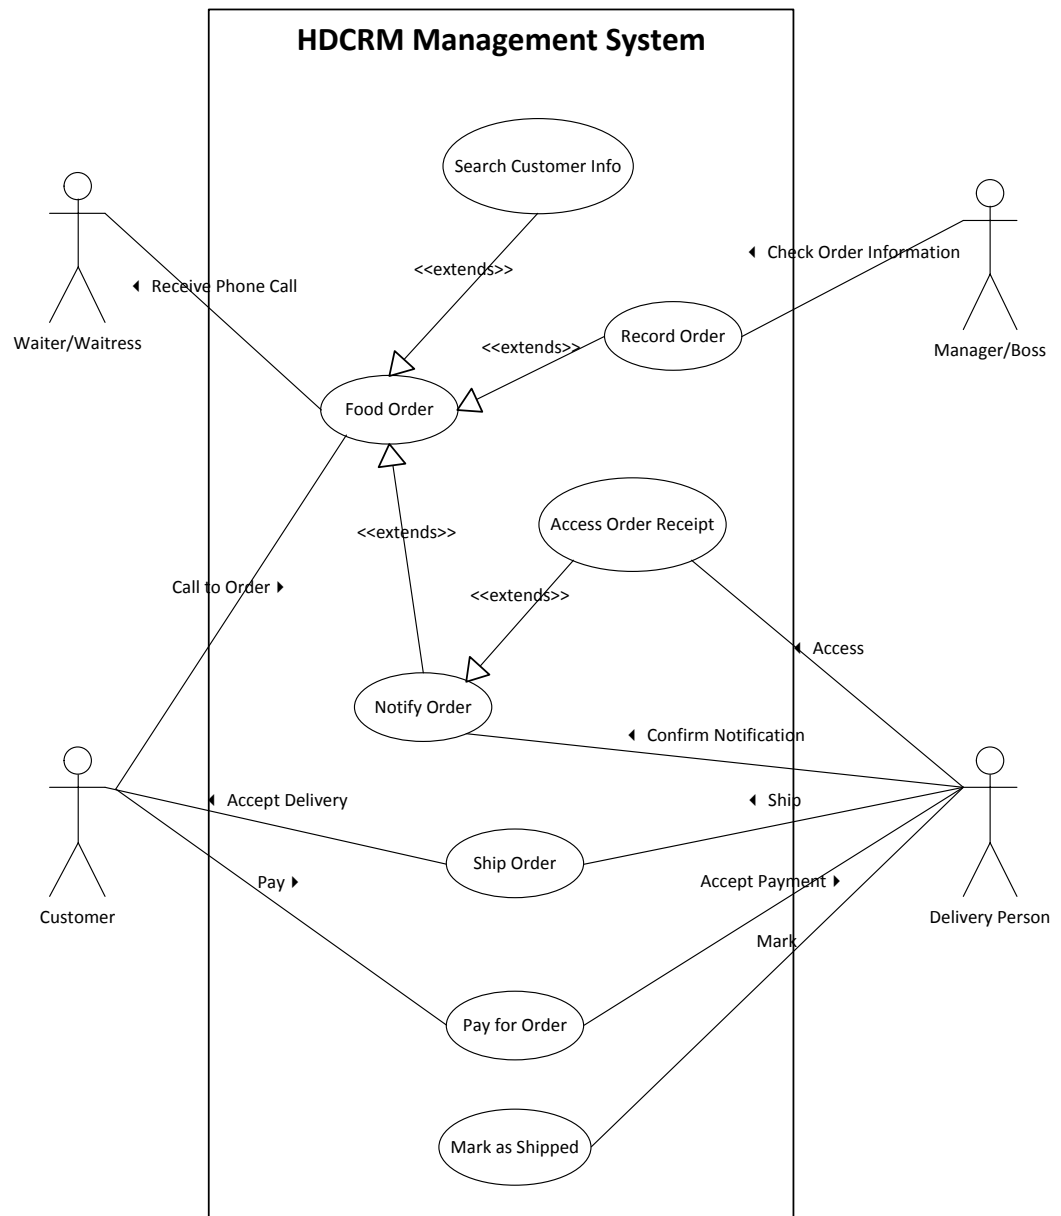 HDCRM Management System
Search Customer Info
<<extends>>
Check Order Information
Receive Phone Call
Record Order
Waiter/Waitress
<<extends>>
Manager/Boss
Food Order
Access Order Receipt
<<extends>>
Call to Order
<<extends>>
Access
Notify Order
Confirm Notification
Accept Delivery
Ship
Ship Order
Pay
Accept Payment
Customer
Delivery Person
Mark
Pay for Order
Mark as Shipped